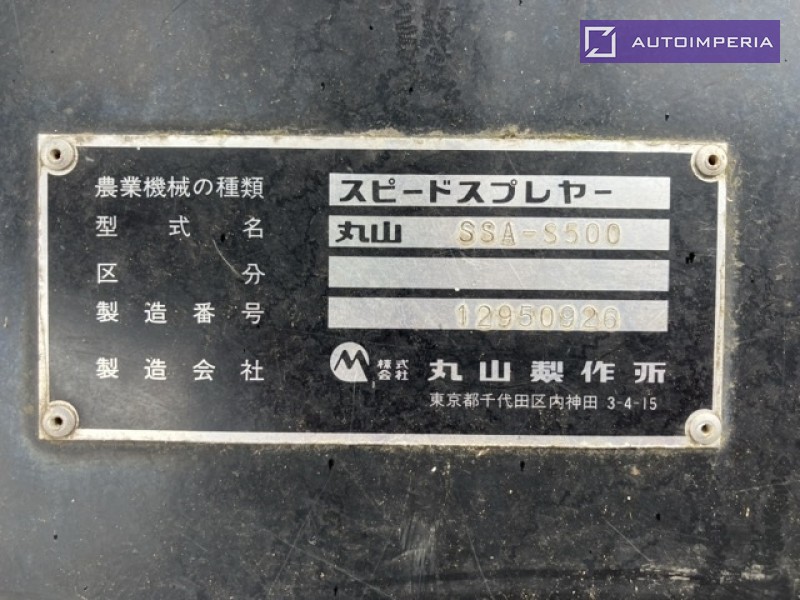 AUTOIMPERIA
農業機械の種類 スピードスプレヤー
型式名 丸山 SSA-S500
区分
製造番号 12950926
製造会社 株式会社 丸山製作所
東京都千代田区内神田 3-4-15